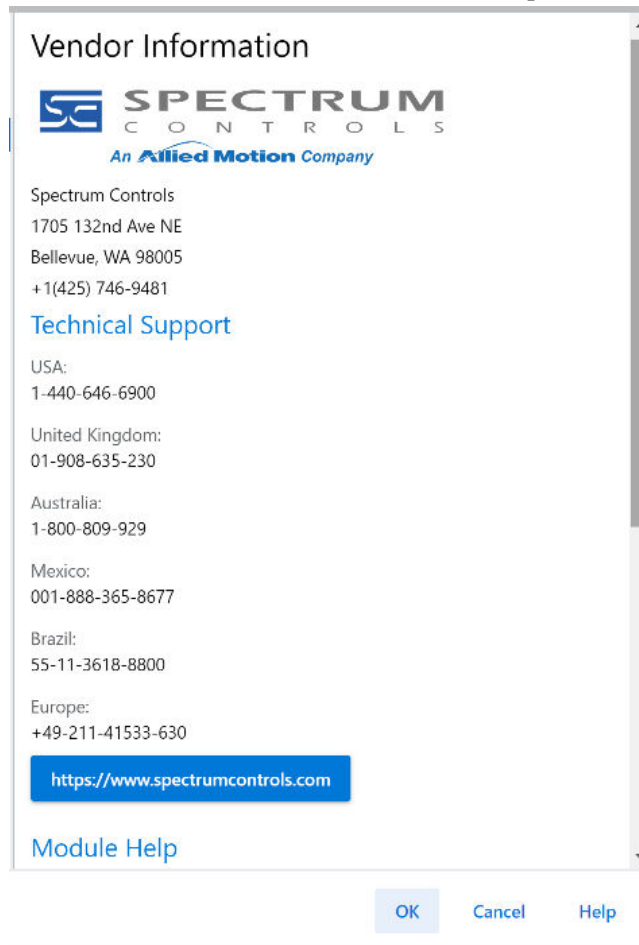 Vendor Information
SC SPECTRUM
CONTROLS
An Allied Motion Company
Spectrum Controls
1705 132nd Ave NE
Bellevue, WA 98005
+1(425) 746-9481
Technical Support
USA:
1-440-646-6900
United Kingdom:
01-908-635-230
Australia:
1-800-809-929
Mexico:
001-888-365-8677
Brazil:
55-11-3618-8800
Europe:
+49-211-41533-630
https://www.spectrumcontrols.com
Module Help
OK Cancel Help